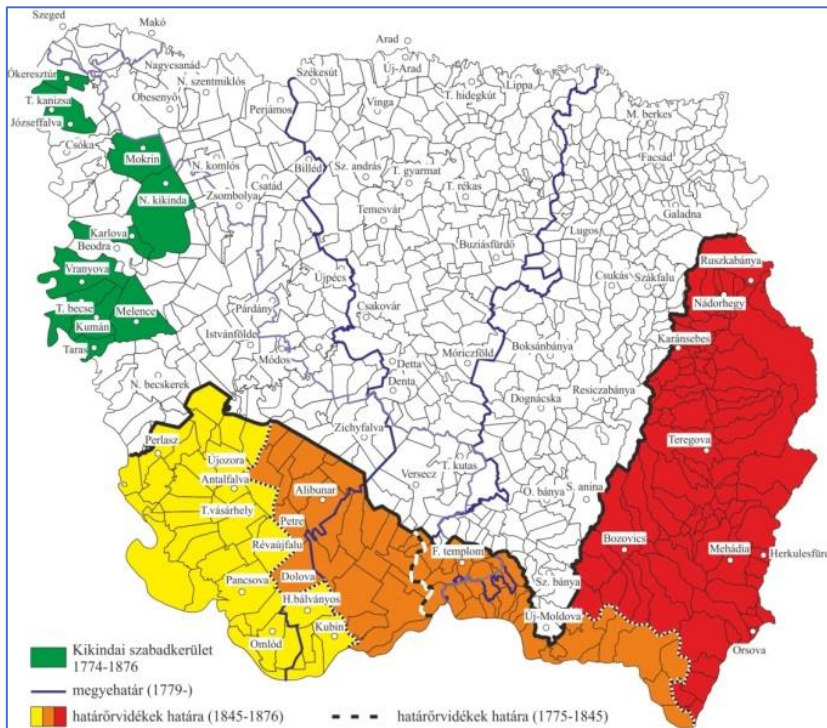 Szeged
Makó
Arad
Nagycsanád
Székesút
Új-Arad
Ókeresztúr
N. szentmiklós
T. hidegkút
Lippa
Óbesenyő
Perjámos
Vinga
T. kanizsa
M. berkes
Józseffalva
Csóka
Mokrin
N. komlós
Billéd
Sz. andrás
T. gyarmat
Facsád
N. kikinda
Zsombolya
Csatád
T. rékas
Temesvár
Galadna
Karlova
Lugos
Beodra
Buziásfürdő
Vranyova
Újpécs
Csukás
Szákfalu
Ruszkabánya
T. becse
Melence
Párdány
Csakovár
Nádorhegy
Kumán
Istvánfölde
Taras
Módos
Móriczföld
Boksánbánya
Karánsebes
Detta
N. becskerek
Denta
Dognácska
Resiczabánya
Zichyfalva
Perlasz
Teregova
Újozora
Versecz
T. kutas
Antalfalva
Alibunar
O. bánya
S. anina
T.vásárhely
Petre
Révaújfalu
F. templom
Bozovics
Mehádia
Herkulesfürdő
Pancsova
Dolova
Sz. bánya
H.bálványos
Új-Moldova
Omlód
Kubin
Orsova
Kikindai szabadkerület
1774-1876
megyehatár (1779-)
határőrvidékek határa (1845-1876)
határőrvidékek határa (1775-1845)